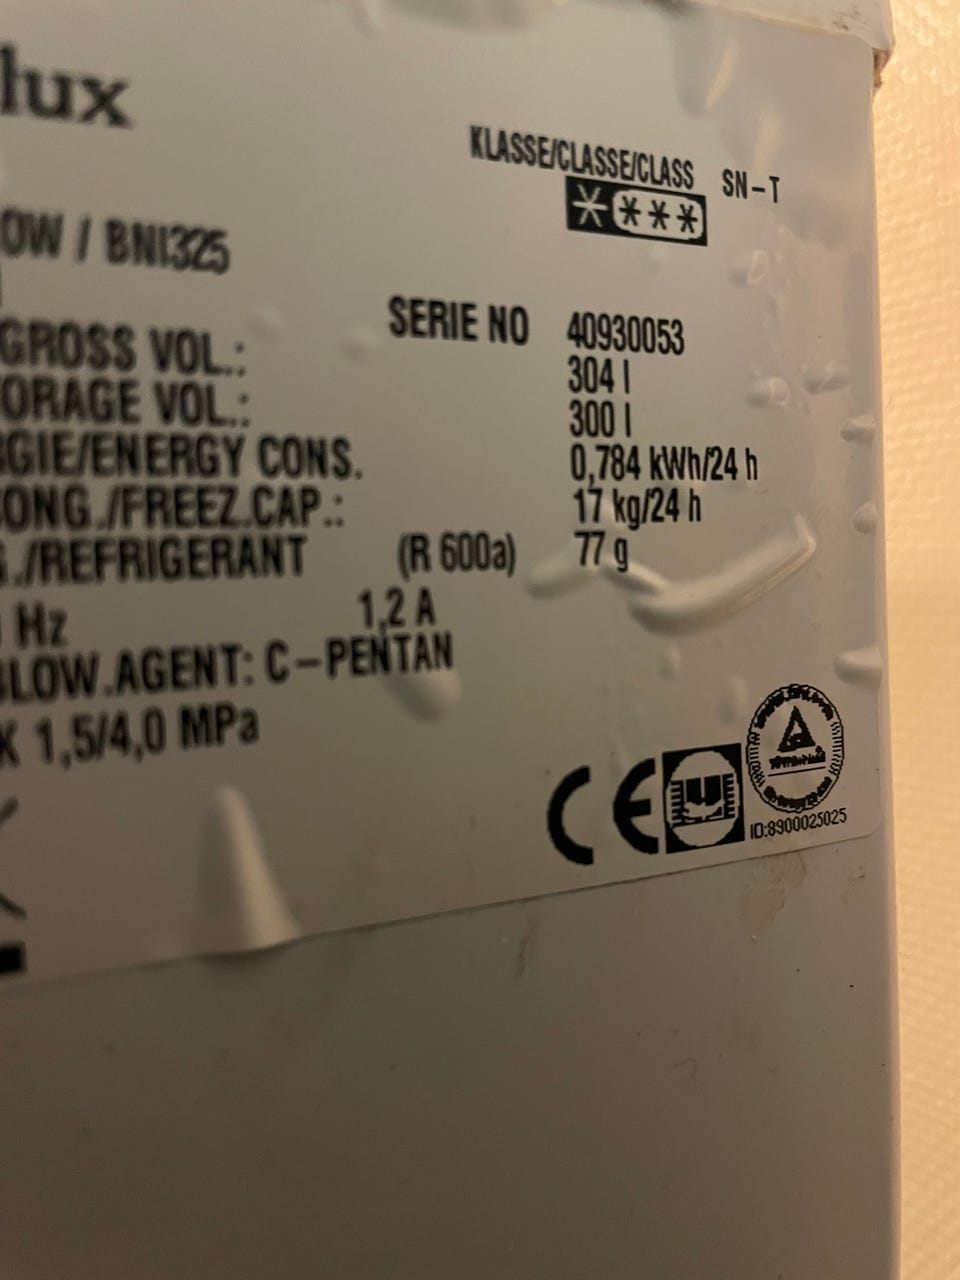 lux
KLASSE/CLASSE/CLASS SN-T
OW / BNI325
SERIE NO 40930053
GROSS VOL.: 304 l
ORAGE VOL.: 300 l
GIE/ENERGY CONS. 0,784 kWh/24 h
ONG./FREEZ.CAP.: 17 kg/24 h
./REFRIGERANT (R 600a) 77 g
Hz 1,2 A
LOW.AGENT: C-PENTAN
K 1,5/4,0 MPa
CE
ID:8900025025